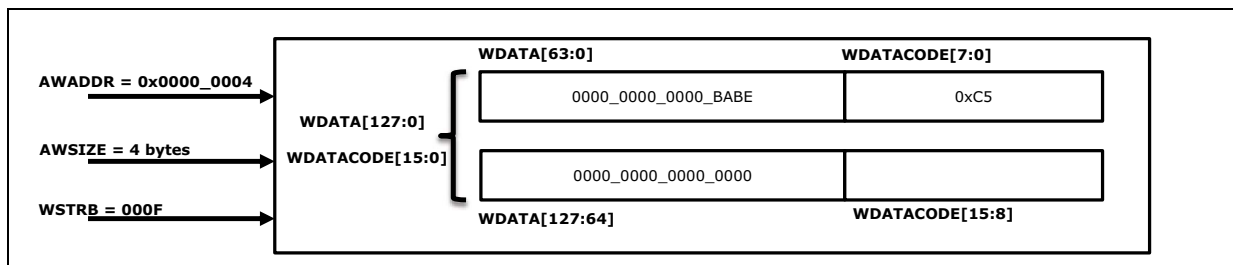 WDATA[63:0] WDATACODE[7:0]
AWADDR = 0x0000_0004
0000_0000_0000_BABE 0xC5
WDATA[127:0]
AWSIZE = 4 bytes
WDATACODE[15:0]
0000_0000_0000_0000
WSTRB = 000F
WDATA[127:64] WDATACODE[15:8]